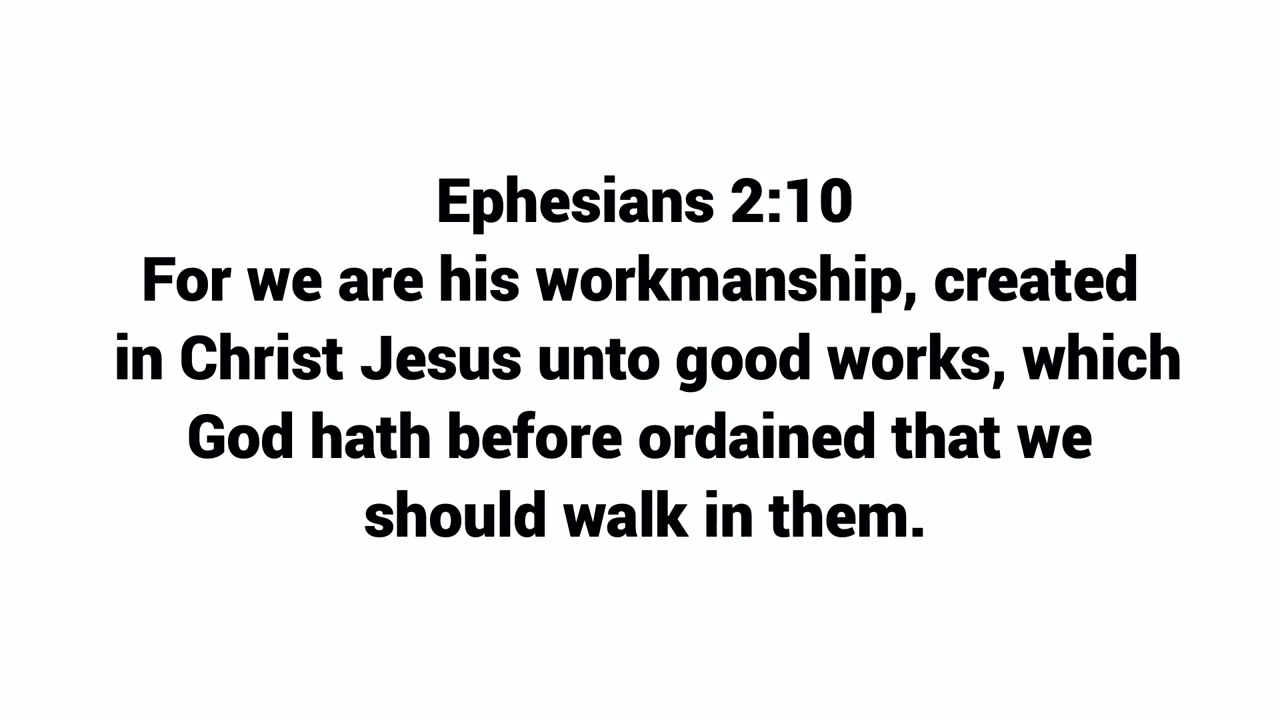 Ephesians 2:10
For we are his workmanship, created
in Christ Jesus unto good works, which
God hath before ordained that we
should walk in them.